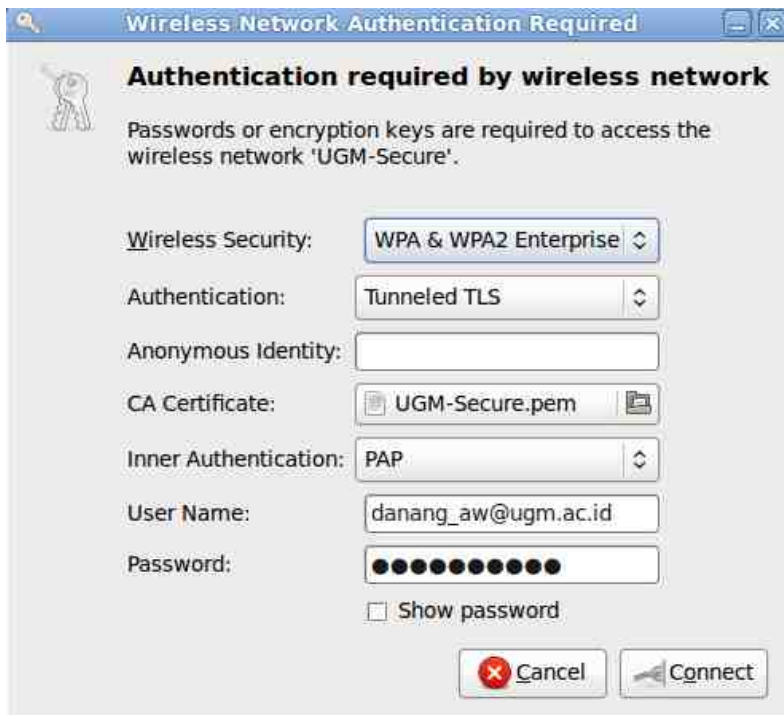 Wireless Network Authentication Required
Authentication required by wireless network
Passwords or encryption keys are required to access the
wireless network 'UGM-Secure'.
Wireless Security: WPA & WPA2 Enterprise
Authentication: Tunneled TLS
Anonymous Identity:
CA Certificate: UGM-Secure.pem
Inner Authentication: PAP
User Name: danang_aw@ugm.ac.id
Password: ●●●●●●●●●●
Show password
Cancel Connect